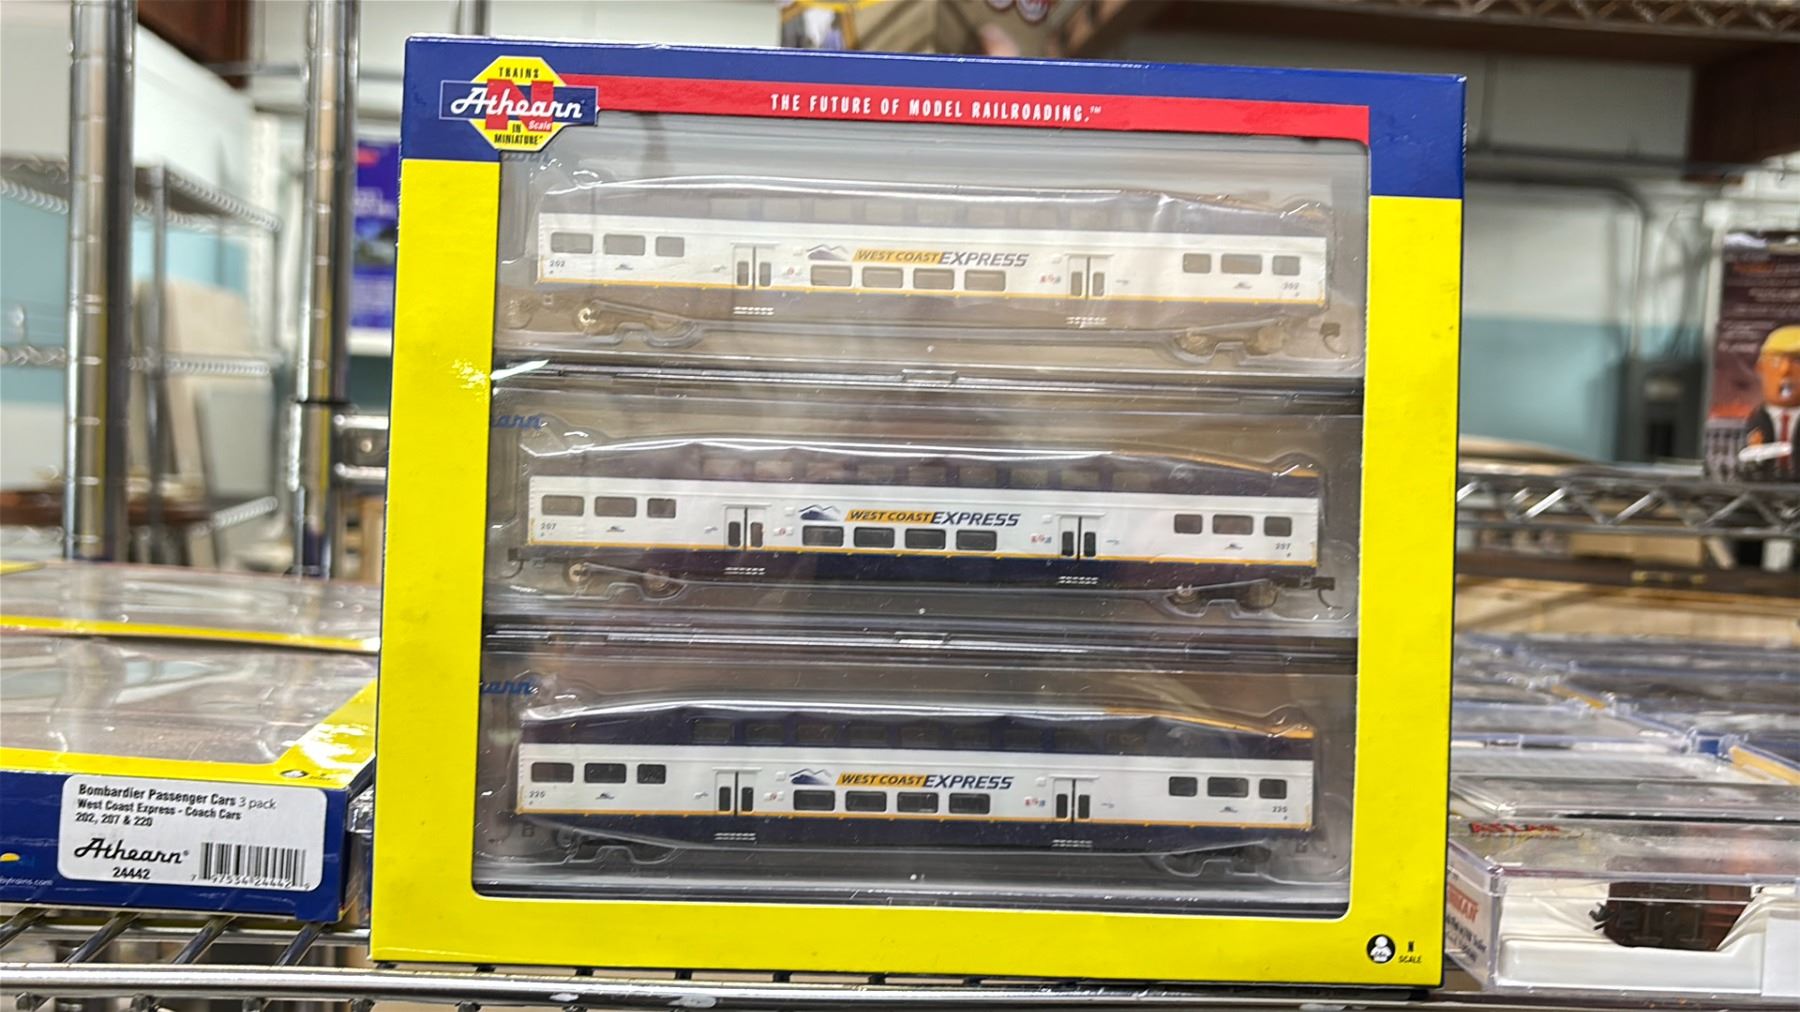 TRAINS
Athearn
N
Scale
IN
MINIATURE
THE FUTURE OF MODEL RAILROADING.™
WEST COAST EXPRESS
202
202
WEST COAST EXPRESS
207
207
WEST COAST EXPRESS
220
220
N
SCALE
Bombardier Passenger Cars 3 pack
West Coast Express - Coach Cars
202, 207 & 220
Athearn
24442
ATLAS